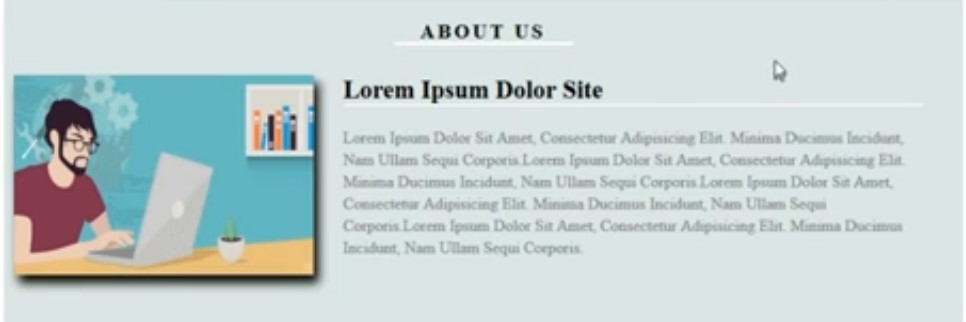 ABOUT US
Lorem Ipsum Dolor Site
Lorem Ipsum Dolor Sit Amet, Consectetur Adipisicing Elit. Minima Ducimus Incidunt,
Nam Ullam Sequi Corporis.Lorem Ipsum Dolor Sit Amet, Consectetur Adipisicing Elit.
Minima Ducimus Incidunt, Nam Ullam Sequi Corporis.Lorem Ipsum Dolor Sit Amet,
Consectetur Adipisicing Elit. Minima Ducimus Incidunt, Nam Ullam Sequi
Corporis.Lorem Ipsum Dolor Sit Amet, Consectetur Adipisicing Elit. Minima Ducimus
Incidunt, Nam Ullam Sequi Corporis.